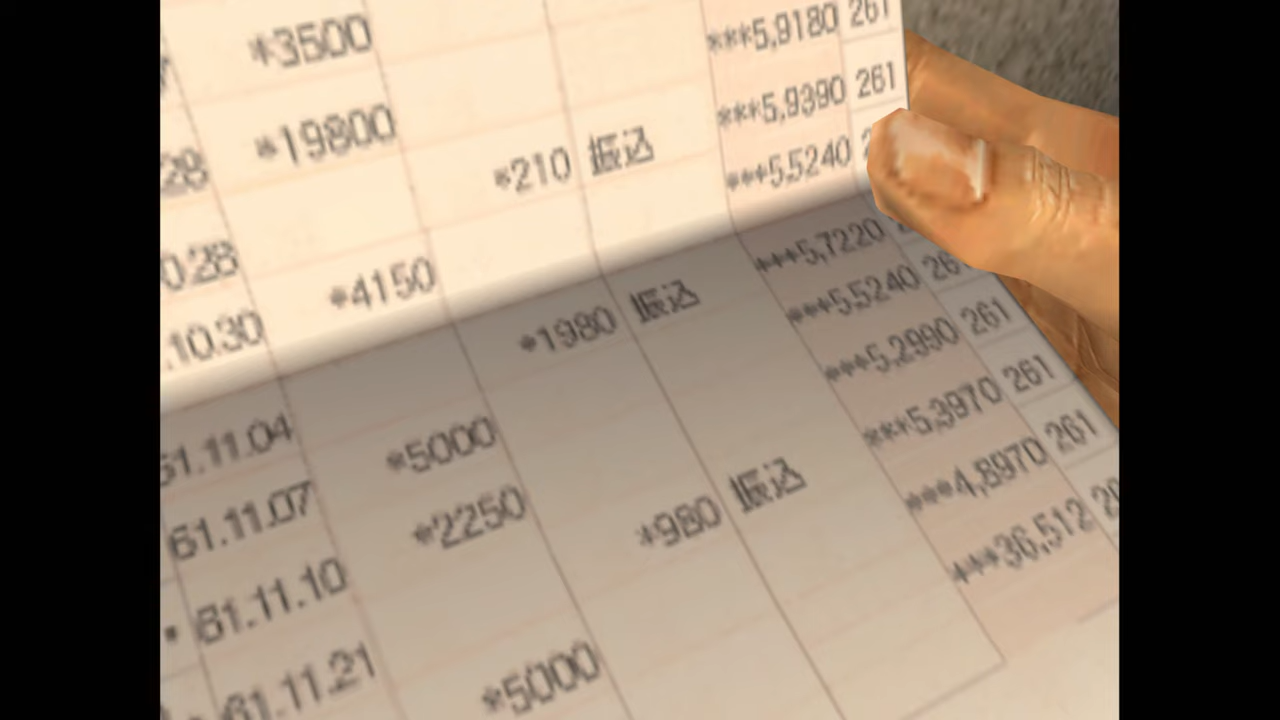 *3500 ***5,9180 261
*19800 ***5,9390 261
28 *210 振込 ***5,5240
0.28 *4150 ***5,7220
.10.30 *1980 振込 ***5,5240 26
61.11.04 *5000 ***5,2990 261
61.11.07 *2250 ***5,3970 261
61.11.10 *980 振込 ***4,8970 261
61.11.21 *5000 ***36,512